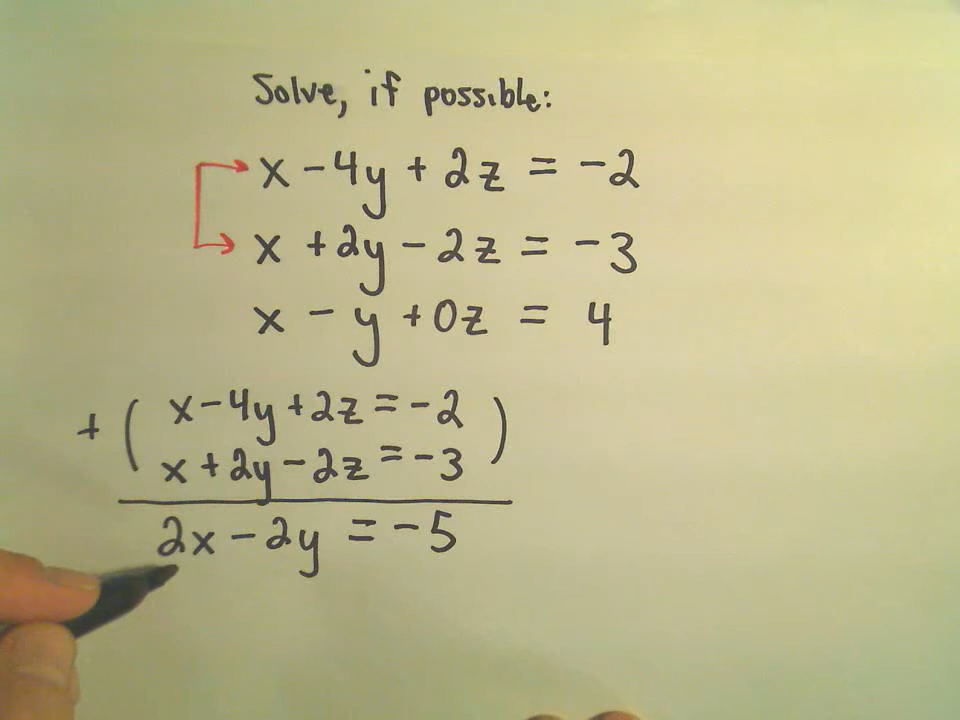 Solve, if possible:
x - 4y + 2z = -2
x + 2y - 2z = -3
x - y + 0z = 4
+ ( x - 4y + 2z = -2
x + 2y - 2z = -3 )
2x - 2y = -5